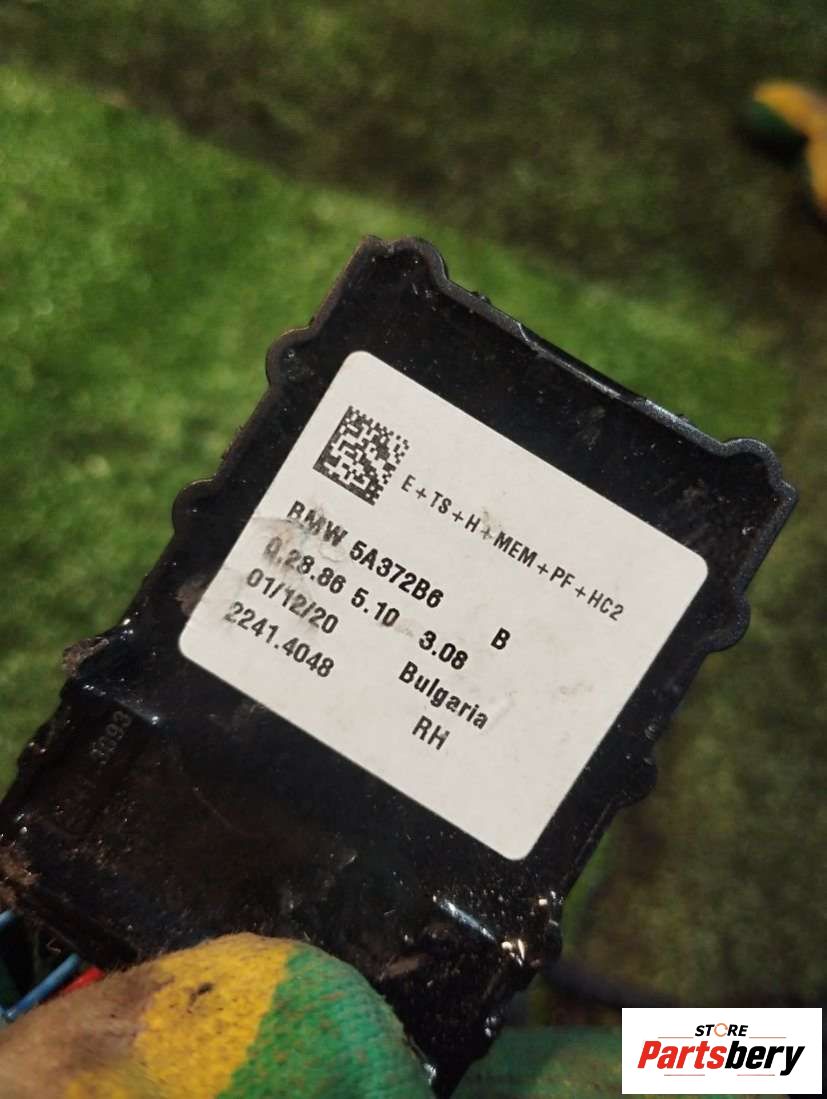 E+TS+H+MEM+PF+HC2
BMW 5A372B6 B
0.28.86 5.10 3.08
01/12/20 Bulgaria
2241.4048 RH
3693
STORE
Partsbery